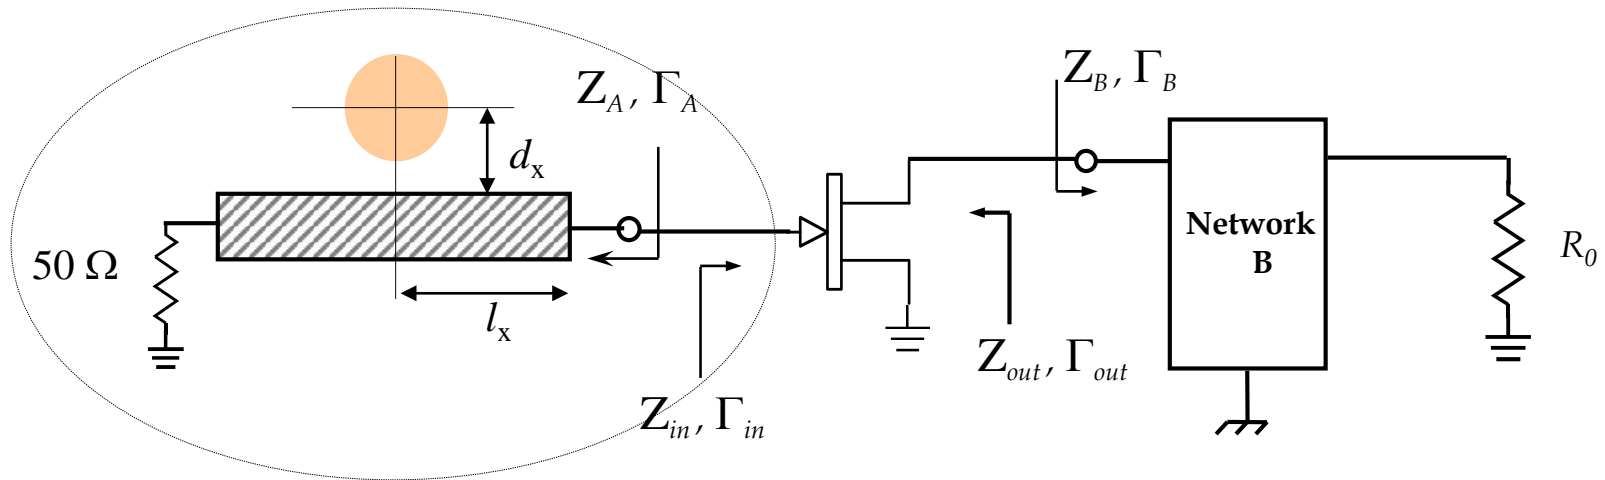 Z_A, Γ_A
Z_B, Γ_B
d_x
Network
B
50 Ω
R_0
l_x
Z_out, Γ_out
Z_in, Γ_in